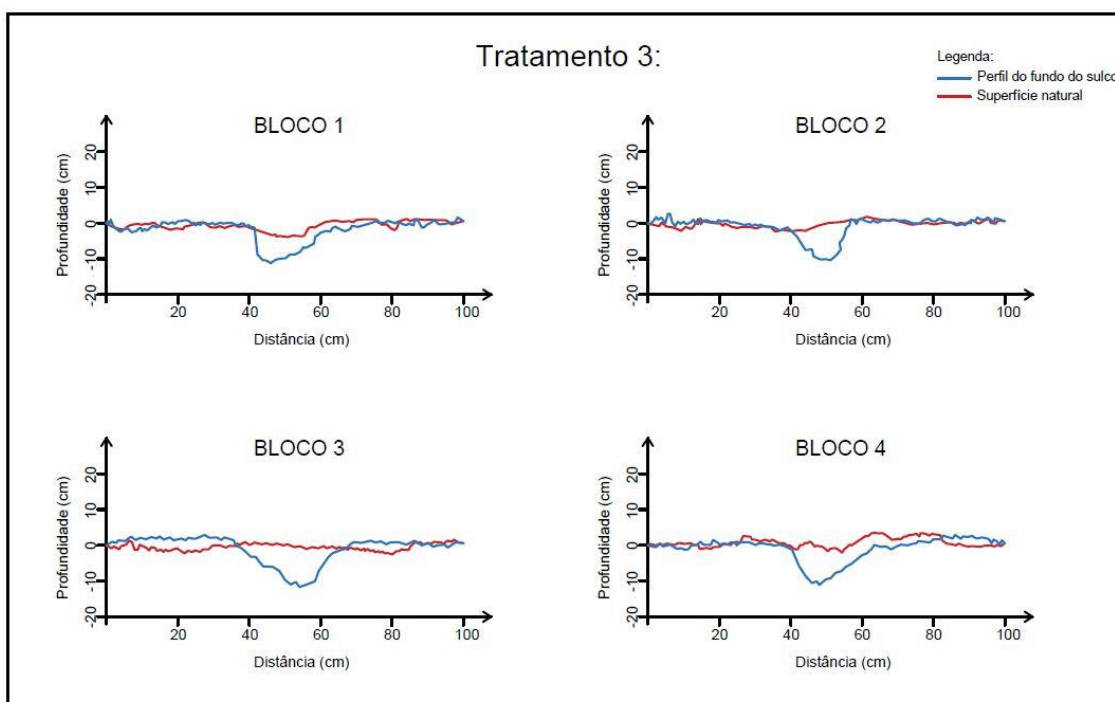 Tratamento 3:
Legenda:
Perfil do fundo do sulco
Superfície natural
BLOCO 1
Profundidade (cm)
20
10
0
-10
-20
20
40
60
80
100
Distância (cm)
BLOCO 2
Profundidade (cm)
20
10
0
-10
-20
20
40
60
80
100
Distância (cm)
BLOCO 3
Profundidade (cm)
20
10
0
-10
-20
20
40
60
80
100
Distância (cm)
BLOCO 4
Profundidade (cm)
20
10
0
-10
-20
20
40
60
80
100
Distância (cm)